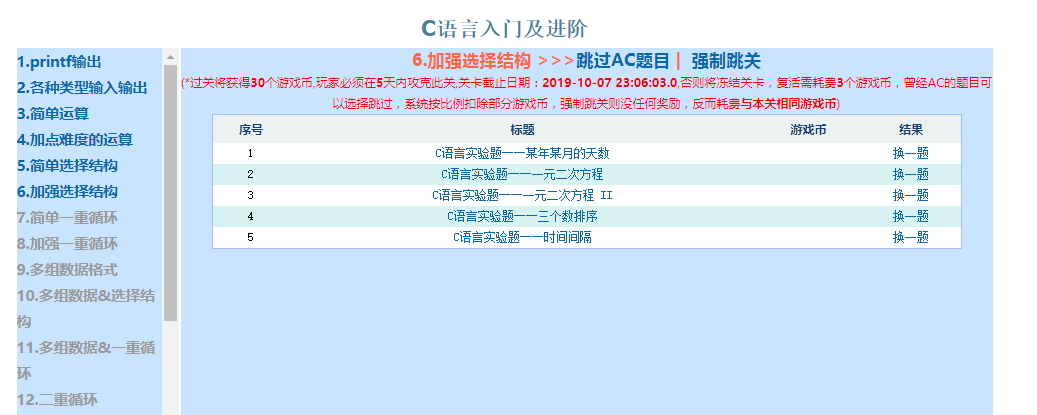 C语言入门及进阶
1.printf输出
2.各种类型输入输出
3.简单运算
4.加点难度的运算
5.简单选择结构
6.加强选择结构
7.简单一重循环
8.加强一重循环
9.多组数据格式
10.多组数据&选择结
构
11.多组数据&一重循
环
12.二重循环
6.加强选择结构 >>>跳过AC题目 | 强制跳关
(*过关将获得30个游戏币,玩家必须在5天内攻克此关,关卡截止日期：2019-10-07 23:06:03.0,否则将冻结关卡，复活需耗费3个游戏币，曾经AC的题目可
以选择跳过，系统按比例扣除部分游戏币，强制跳关则没任何奖励，反而耗费与本关相同游戏币)
序号 标题 游戏币 结果
1 C语言实验题——某年某月的天数 换一题
2 C语言实验题——一元二次方程 换一题
3 C语言实验题——一元二次方程 II 换一题
4 C语言实验题——三个数排序 换一题
5 C语言实验题——时间间隔 换一题